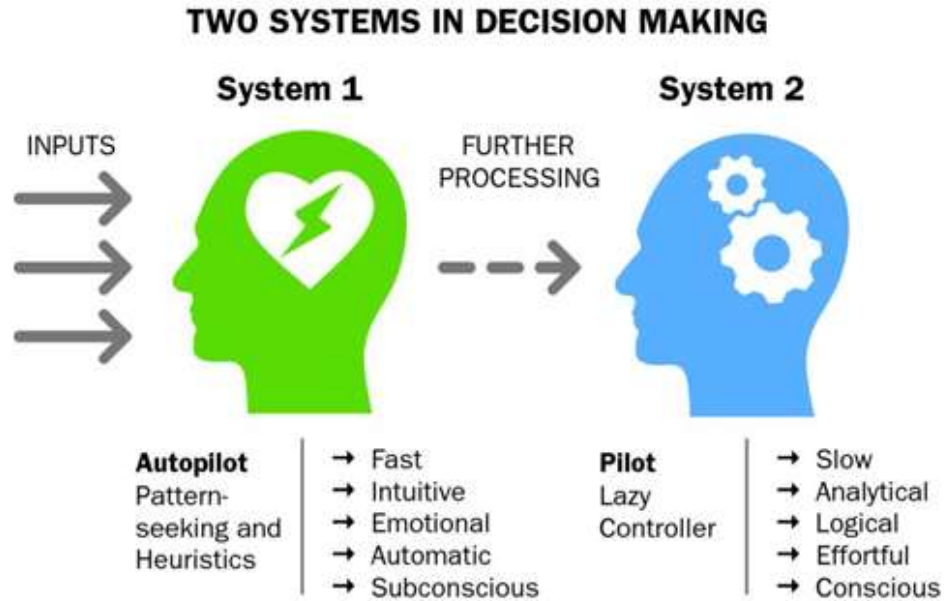 TWO SYSTEMS IN DECISION MAKING
System 1
System 2
INPUTS
FURTHER
PROCESSING
Autopilot
Pattern-
seeking and
Heuristics
→ Fast
→ Intuitive
→ Emotional
→ Automatic
→ Subconscious
Pilot
Lazy
Controller
→ Slow
→ Analytical
→ Logical
→ Effortful
→ Conscious